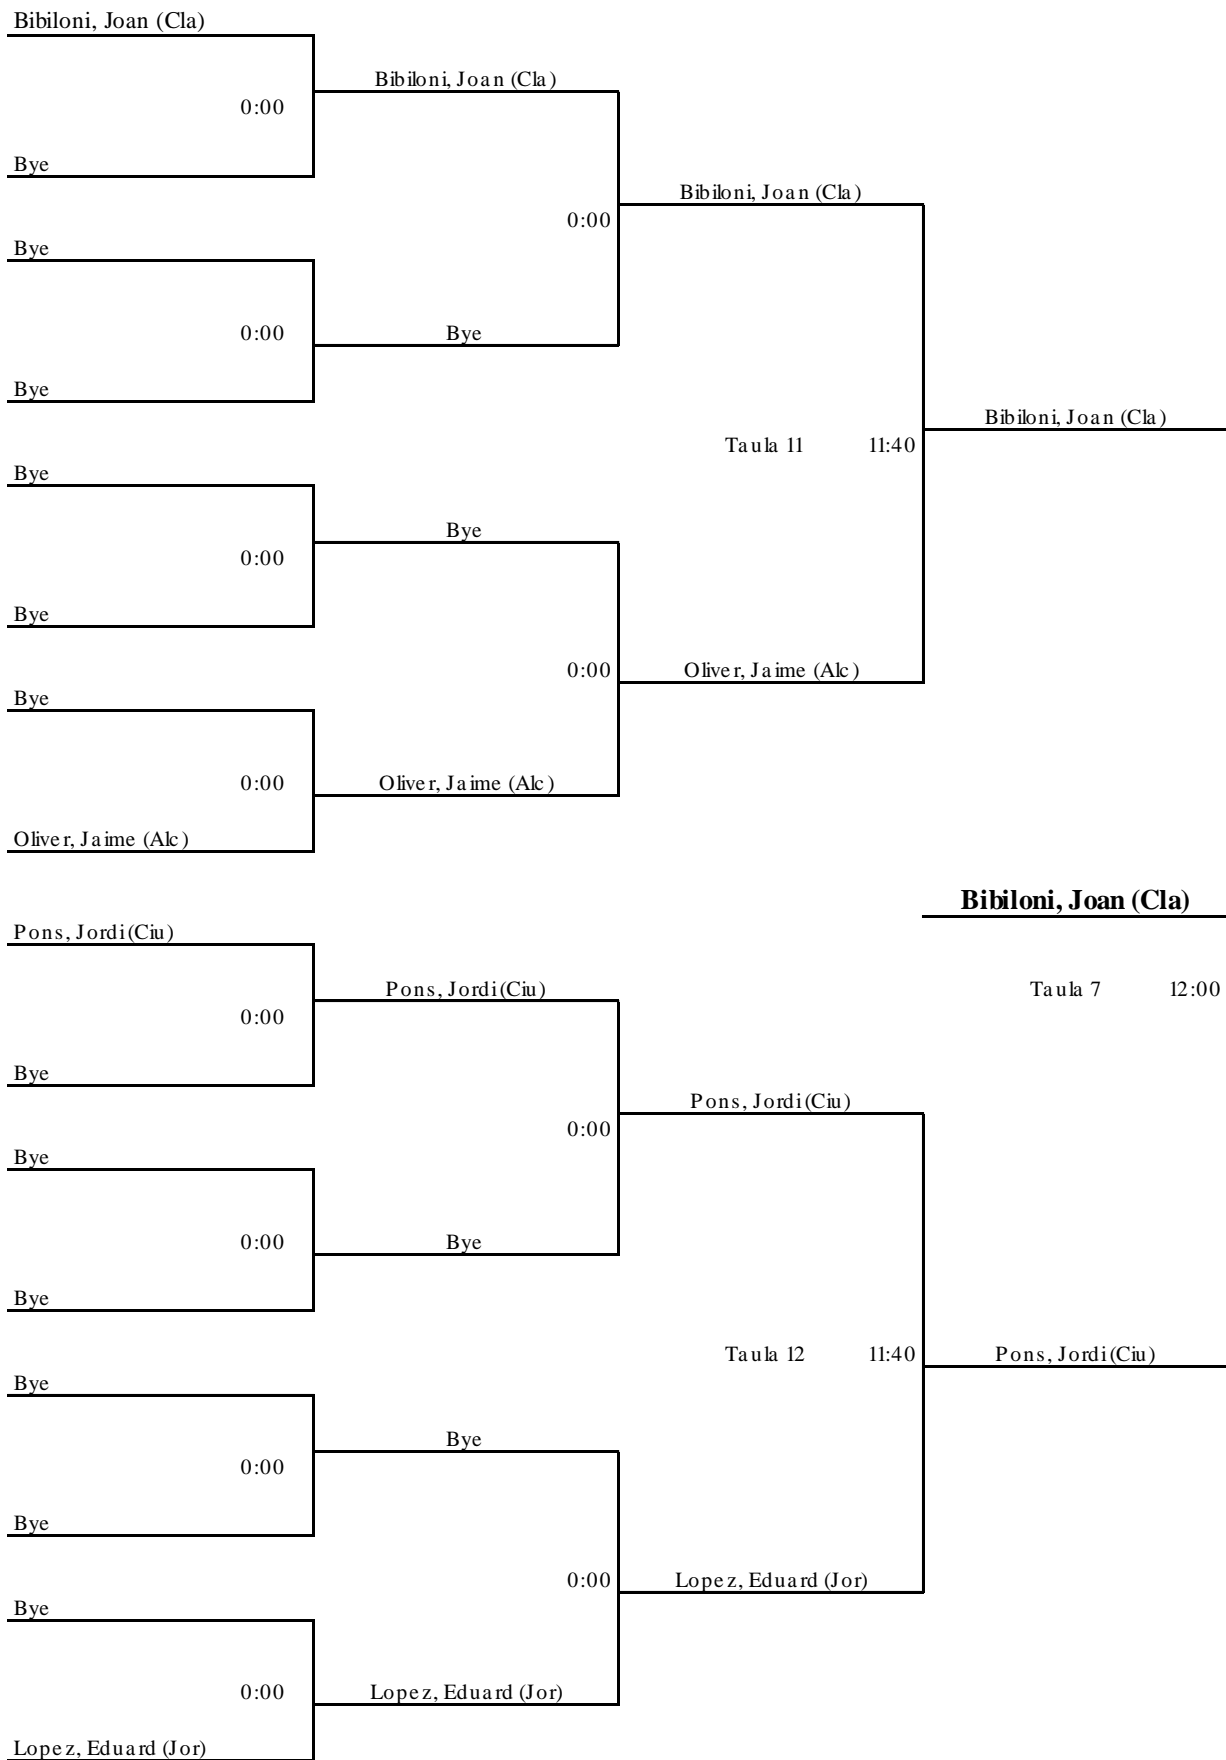 Bibiloni, Joan (Cla)
Bibiloni, Joan (Cla)
0:00
Bye
Bibiloni, Joan (Cla)
0:00
Bye
0:00
Bye
Bye
Bibiloni, Joan (Cla)
Taula 11 11:40
Bye
Bye
0:00
Bye
0:00
Oliver, Jaime (Alc)
Bye
0:00
Oliver, Jaime (Alc)
Oliver, Jaime (Alc)
Bibiloni, Joan (Cla)
Pons, Jordi (Ciu)
Pons, Jordi (Ciu)
Taula 7 12:00
0:00
Bye
Pons, Jordi (Ciu)
0:00
Bye
0:00
Bye
Bye
Taula 12 11:40
Pons, Jordi (Ciu)
Bye
Bye
0:00
Bye
0:00
Lopez, Eduard (Jor)
Bye
0:00
Lopez, Eduard (Jor)
Lopez, Eduard (Jor)